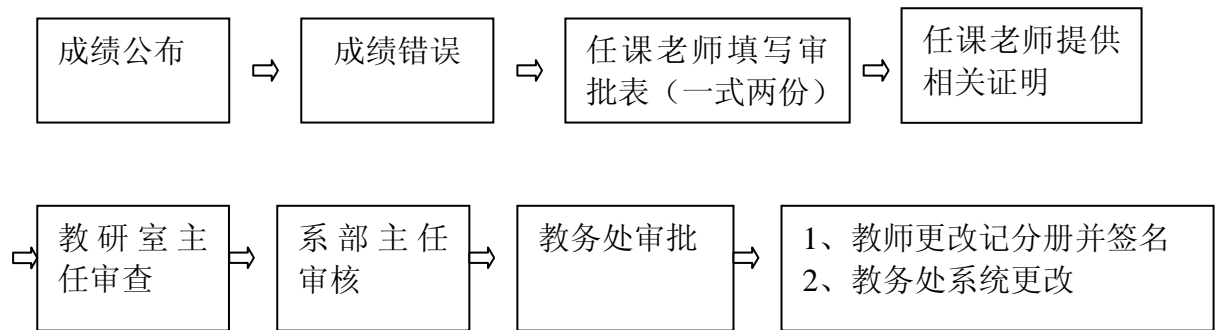 成绩公布
成绩错误
任课老师填写审
批表（一式两份）
任课老师提供
相关证明
教研室主
任审查
系部主任
审核
教务处审批
1、教师更改记分册并签名
2、教务处系统更改